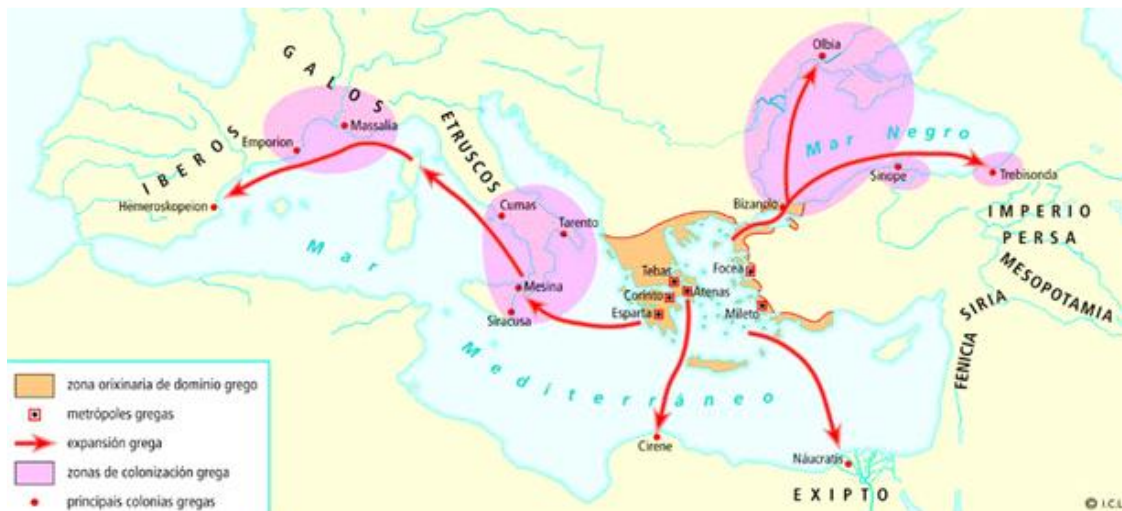 GALOS
ETRUSCOS
IBEROS
Massalia
Emporion
Hemeroskopeion
Cumas
Tarento
Mesina
Siracusa
Olbia
Mar Negro
Sinope
Trebisonda
Bizancio
IMPERIO
PERSA
MESOPOTAMIA
SIRIA
FENICIA
Tebas
Focea
Corinto
Atenas
Esparta
Mileto
Mar
Mediterráneo
Cirene
Náucratis
EXIPTO
zona orixinaria de dominio grego
metrópoles gregas
expansión grega
zonas de colonización grega
principais colonias gregas
© I.C.L